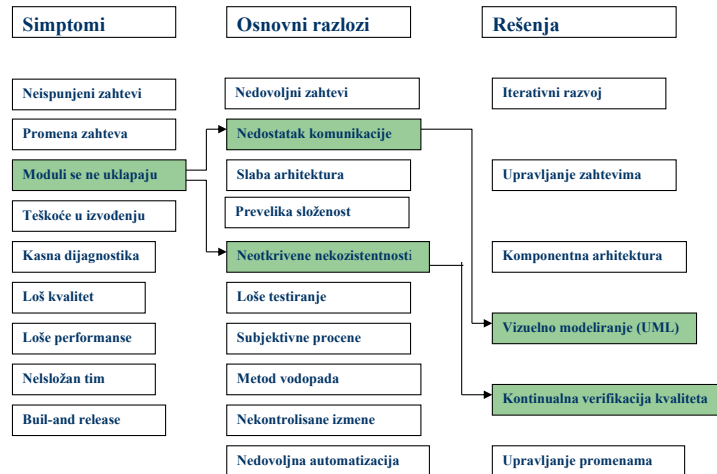 Simptomi
Osnovni razlozi
Rešenja
Neispunjeni zahtevi
Nedovoljni zahtevi
Iterativni razvoj
Promena zahteva
Nedostatak komunikacije
Moduli se ne uklapaju
Slaba arhitektura
Upravljanje zahtevima
Teškoće u izvođenju
Prevelika složenost
Kasna dijagnostika
Neotkrivene nekozistentnosti
Komponentna arhitektura
Loš kvalitet
Loše testiranje
Loše performanse
Subjektivne procene
Vizuelno modeliranje (UML)
Nelsložan tim
Metod vodopada
Kontinualna verifikacija kvaliteta
Buil-and release
Nekontrolisane izmene
Nedovoljna automatizacija
Upravljanje promenama